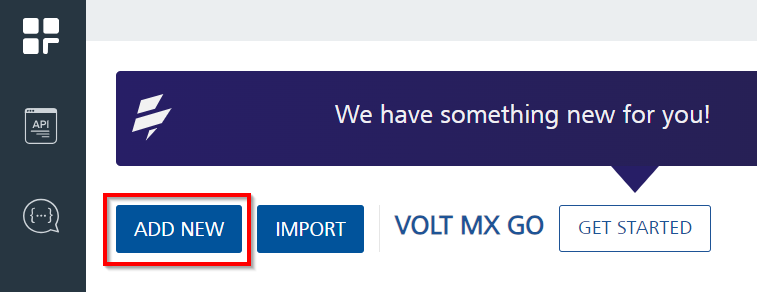 We have something new for you!
API
{...}
ADD NEW IMPORT VOLT MX GO GET STARTED